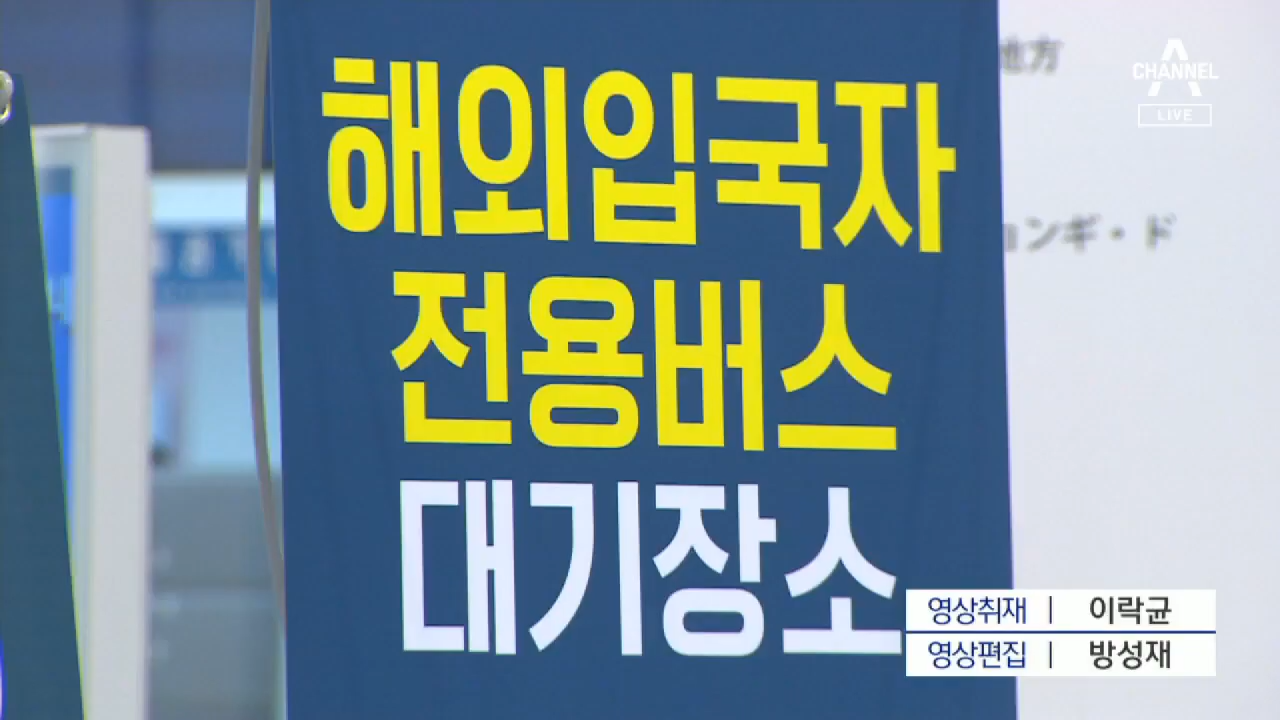 해외입국자
전용버스
대기장소
地方
ョンギ・ド
CHANNEL A
LIVE
영상취재 | 이락균
영상편집 | 방성재